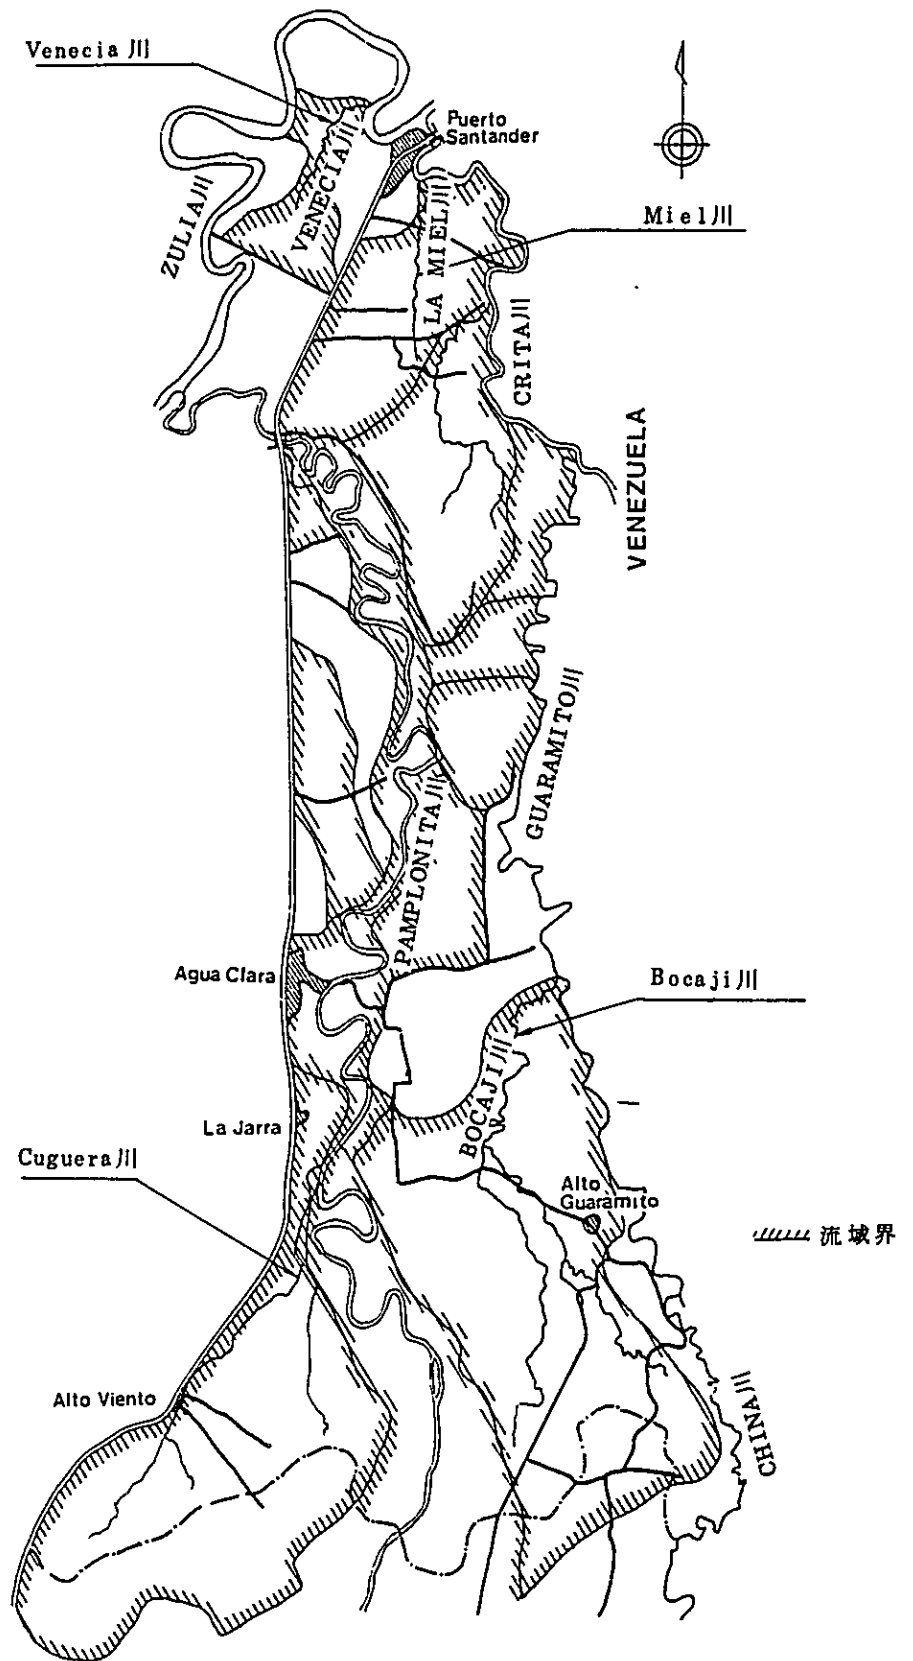 Venecia川
Puerto
Santander
VENECIA川
ZULIA川
LA MIEL川
Miel川
CRITA川
VENEZUELA
GUARAMITO川
PAMPLONITA川
Agua Clara
Bocaji川
BOCAJI川
La Jarra
Cuguera川
Alto
Guaramito
流域界
Alto Viento
CHINA川